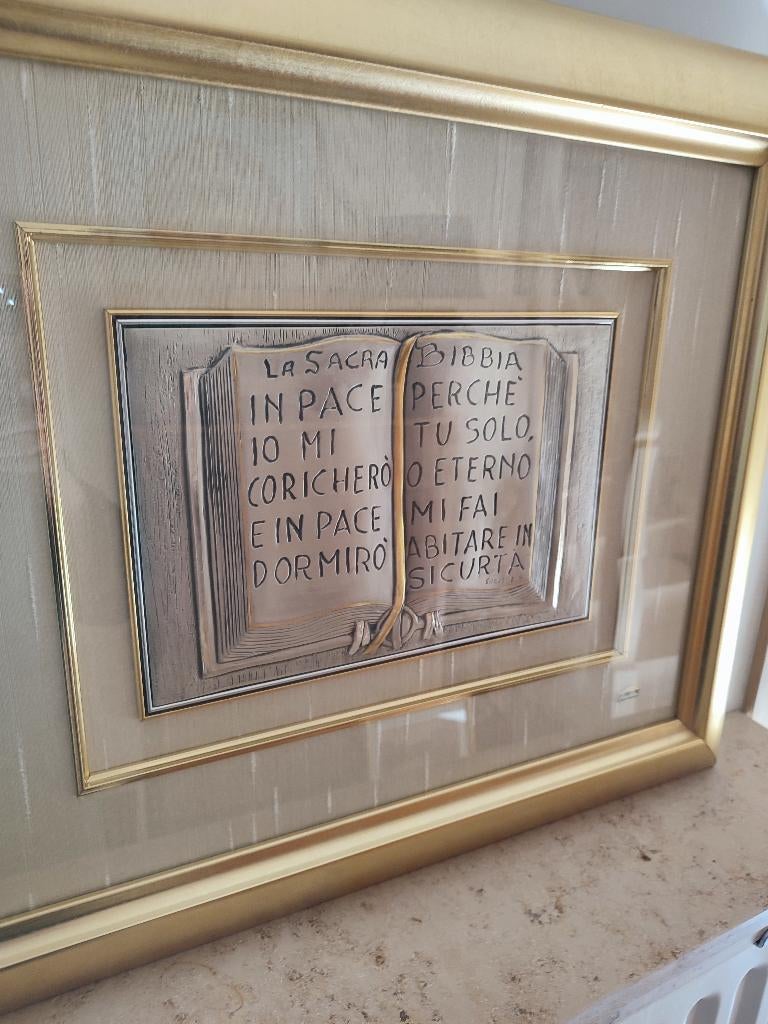 La SACRA BIBBIA
IN PACE
IO MI
CORICHERÒ
E IN PACE
DORMIRÒ
PERCHÈ
TU SOLO,
O ETERNO
MI FAI
ABITARE IN
SICURTÀ